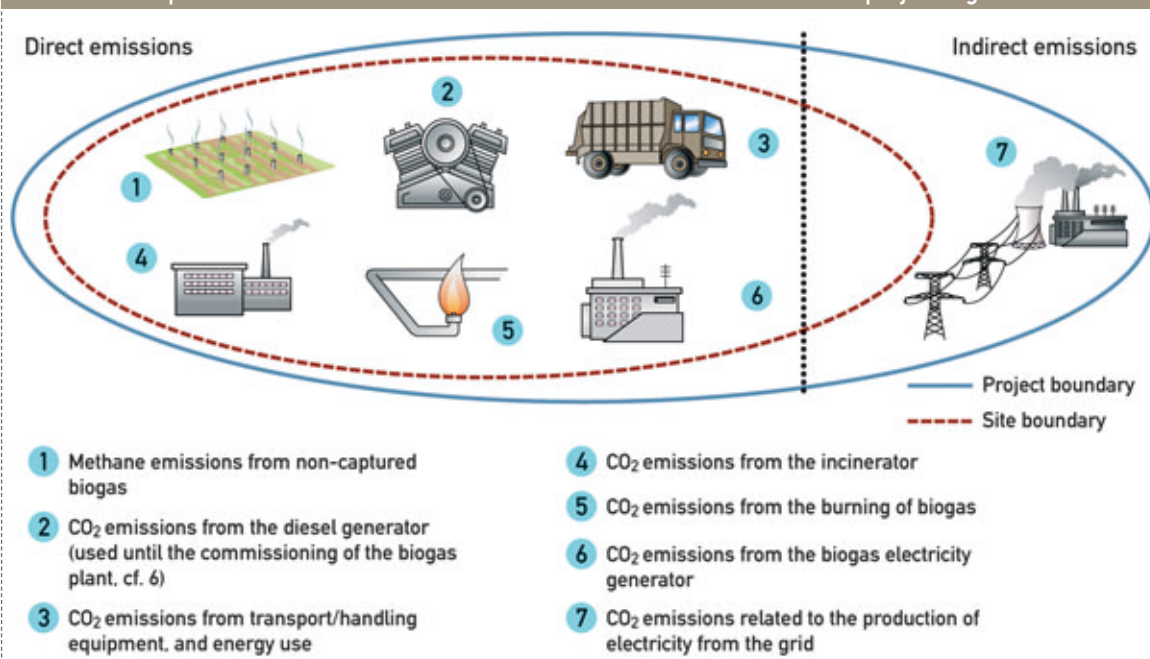 Direct emissions
Indirect emissions
2
3
7
1
4
6
5
Project boundary
Site boundary
1 Methane emissions from non-captured
biogas
2 CO₂ emissions from the diesel generator
(used until the commissioning of the biogas
plant, cf. 6)
3 CO₂ emissions from transport/handling
equipment, and energy use
4 CO₂ emissions from the incinerator
5 CO₂ emissions from the burning of biogas
6 CO₂ emissions from the biogas electricity
generator
7 CO₂ emissions related to the production of
electricity from the grid